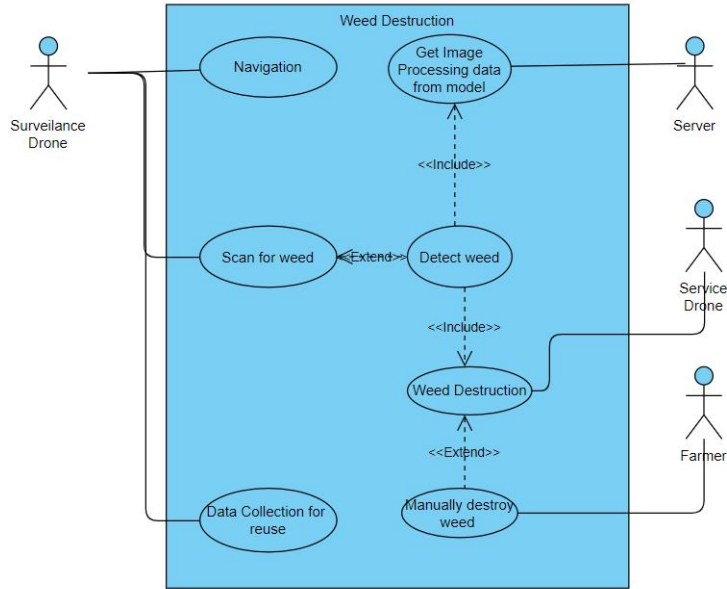 Weed Destruction
Navigation
Get Image
Processing data
from model
Surveilance
Drone
Server
<<Include>>
Scan for weed
<<Extend>>
Detect weed
Service
Drone
<<Include>>
Weed Destruction
<<Extend>>
Farmer
Data Collection for
reuse
Manually destroy
weed